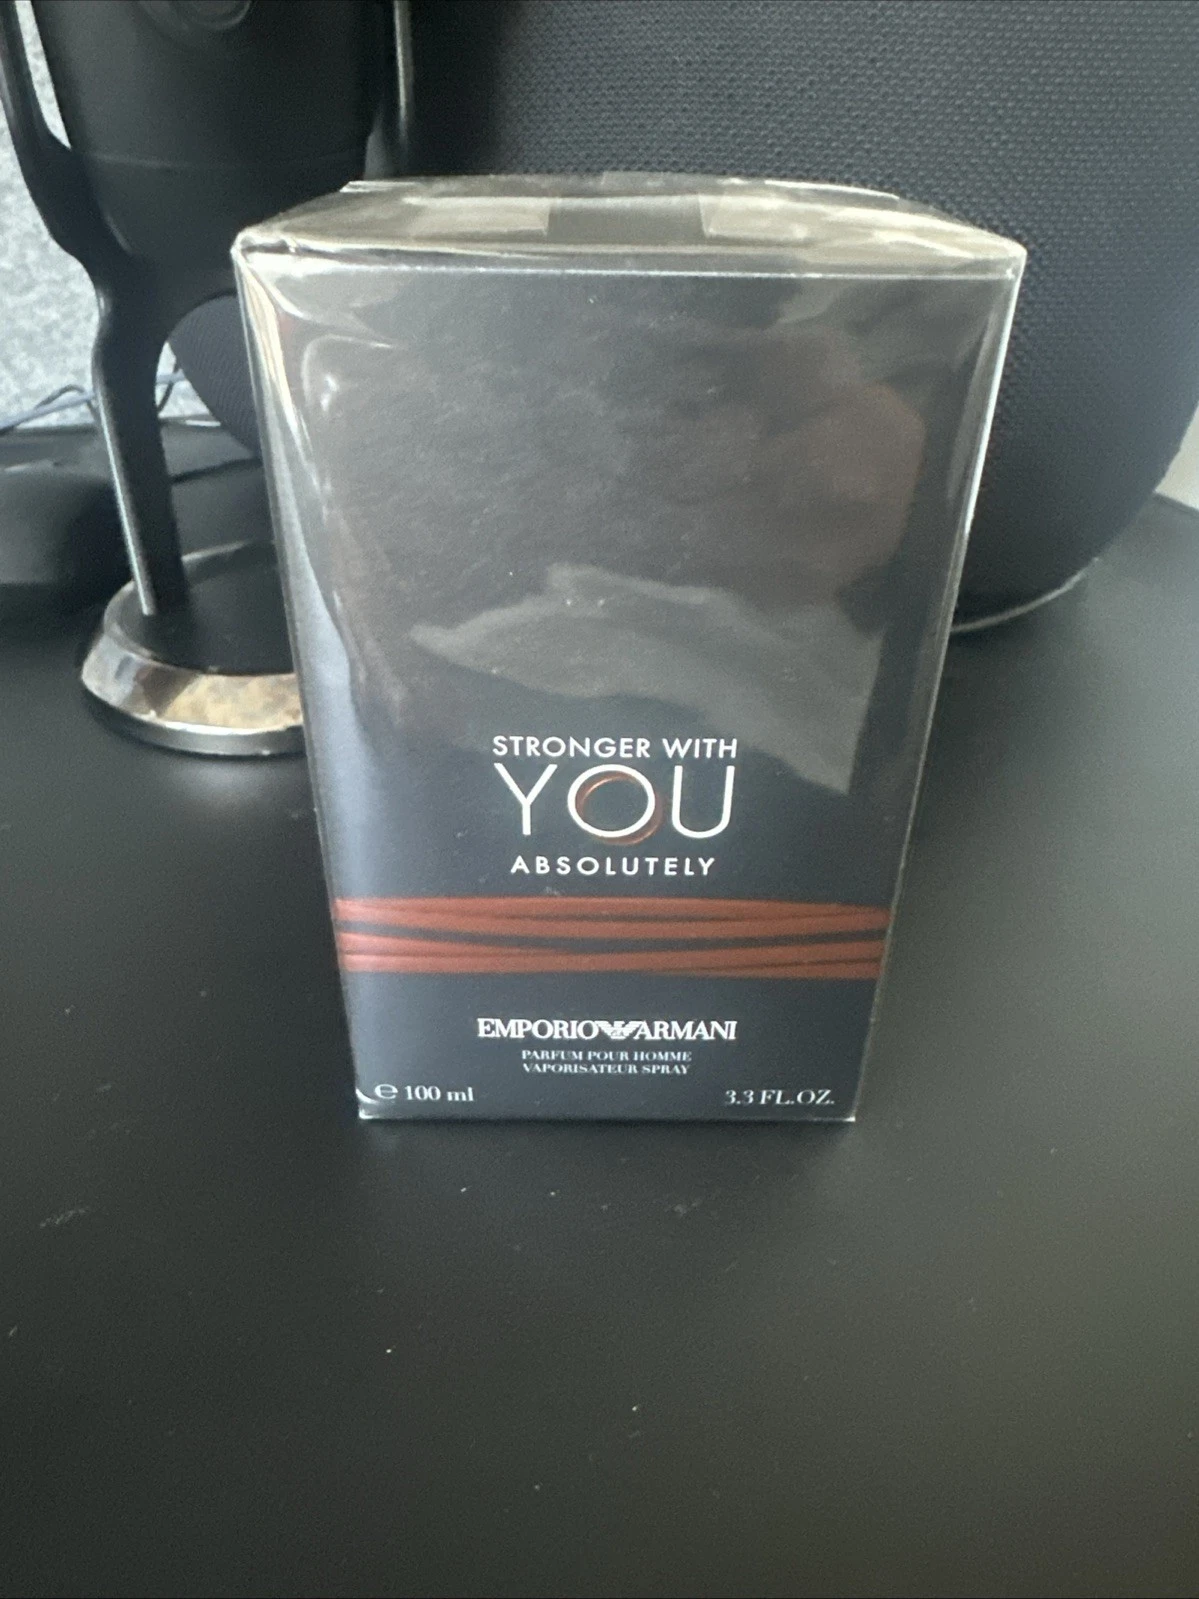 STRONGER WITH
YOU
ABSOLUTELY
EMPORIO ARMANI
PARFUM POUR HOMME
VAPORISATEUR SPRAY
℮ 100 ml
3.3 FL.OZ.